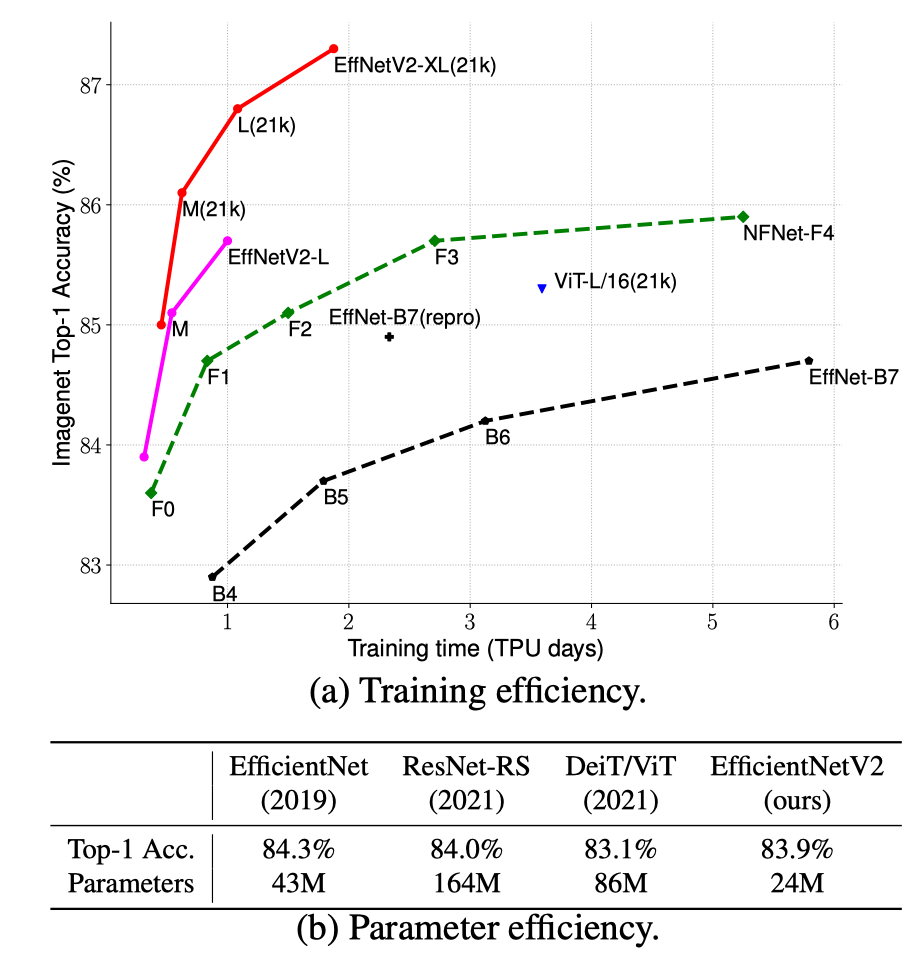 EffNetV2-XL(21k)
87
L(21k)
Imagenet Top-1 Accuracy (%)
86
M(21k)
NFNet-F4
EffNetV2-L
F3
ViT-L/16(21k)
EffNet-B7(repro)
85
M
F2
F1
EffNet-B7
84
B6
F0
B5
83
B4
1 2 3 4 5 6
Training time (TPU days)
(a) Training efficiency.
EfficientNet ResNet-RS DeiT/ViT EfficientNetV2
(2019) (2021) (2021) (ours)
Top-1 Acc. 84.3% 84.0% 83.1% 83.9%
Parameters 43M 164M 86M 24M
(b) Parameter efficiency.